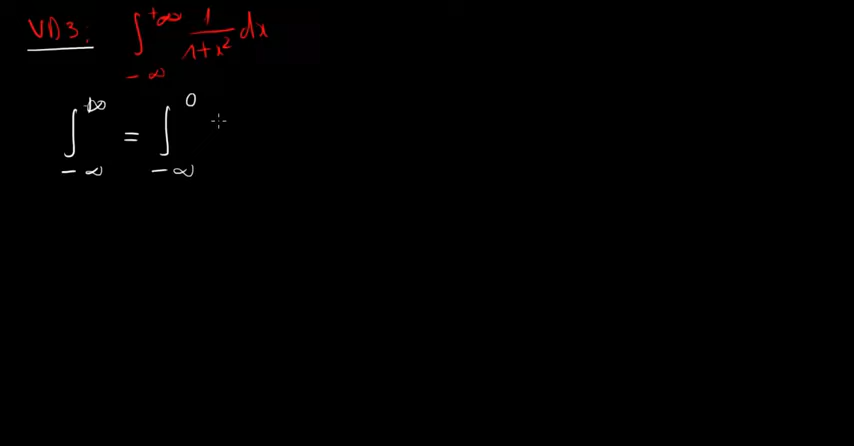 VD3: ∫_{-∞}^{+∞} 1/(1+x²) dx
∫_{-∞}^{+∞} = ∫_{-∞}^{0}